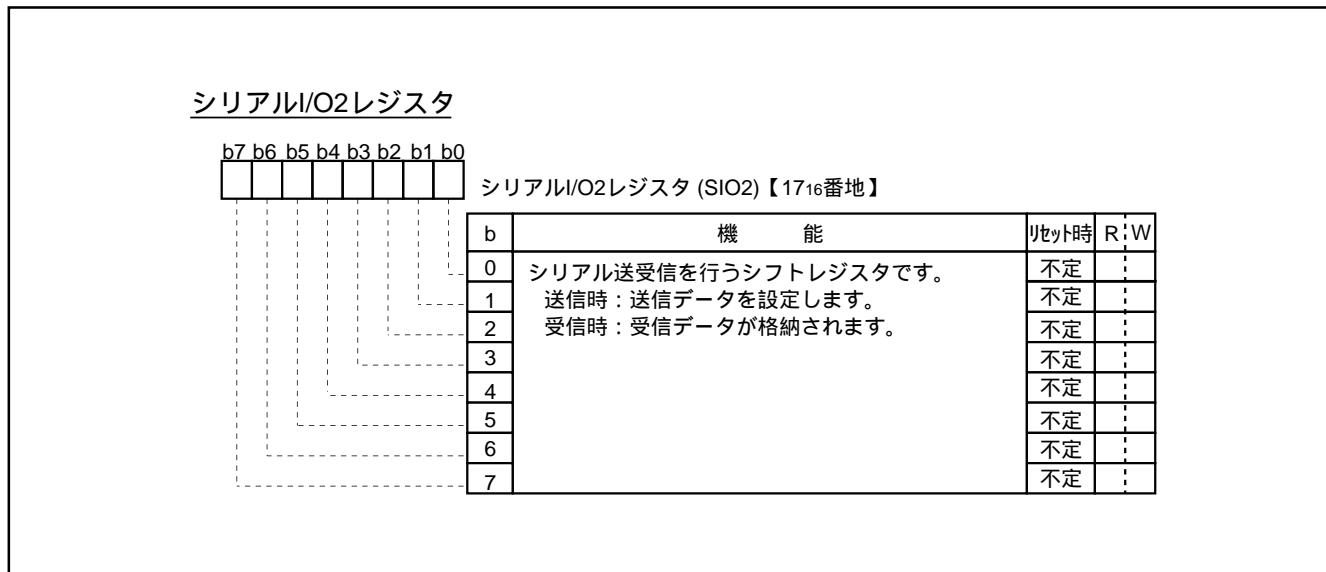 シリアルI/O2レジスタ
b7 b6 b5 b4 b3 b2 b1 b0
シリアルI/O2レジスタ (SIO2)【1716番地】
b 機 能 リセット時 R W
0 シリアル送受信を行うシフトレジスタです。 不定
1 送信時：送信データを設定します。 不定
2 受信時：受信データが格納されます。 不定
3 不定
4 不定
5 不定
6 不定
7 不定